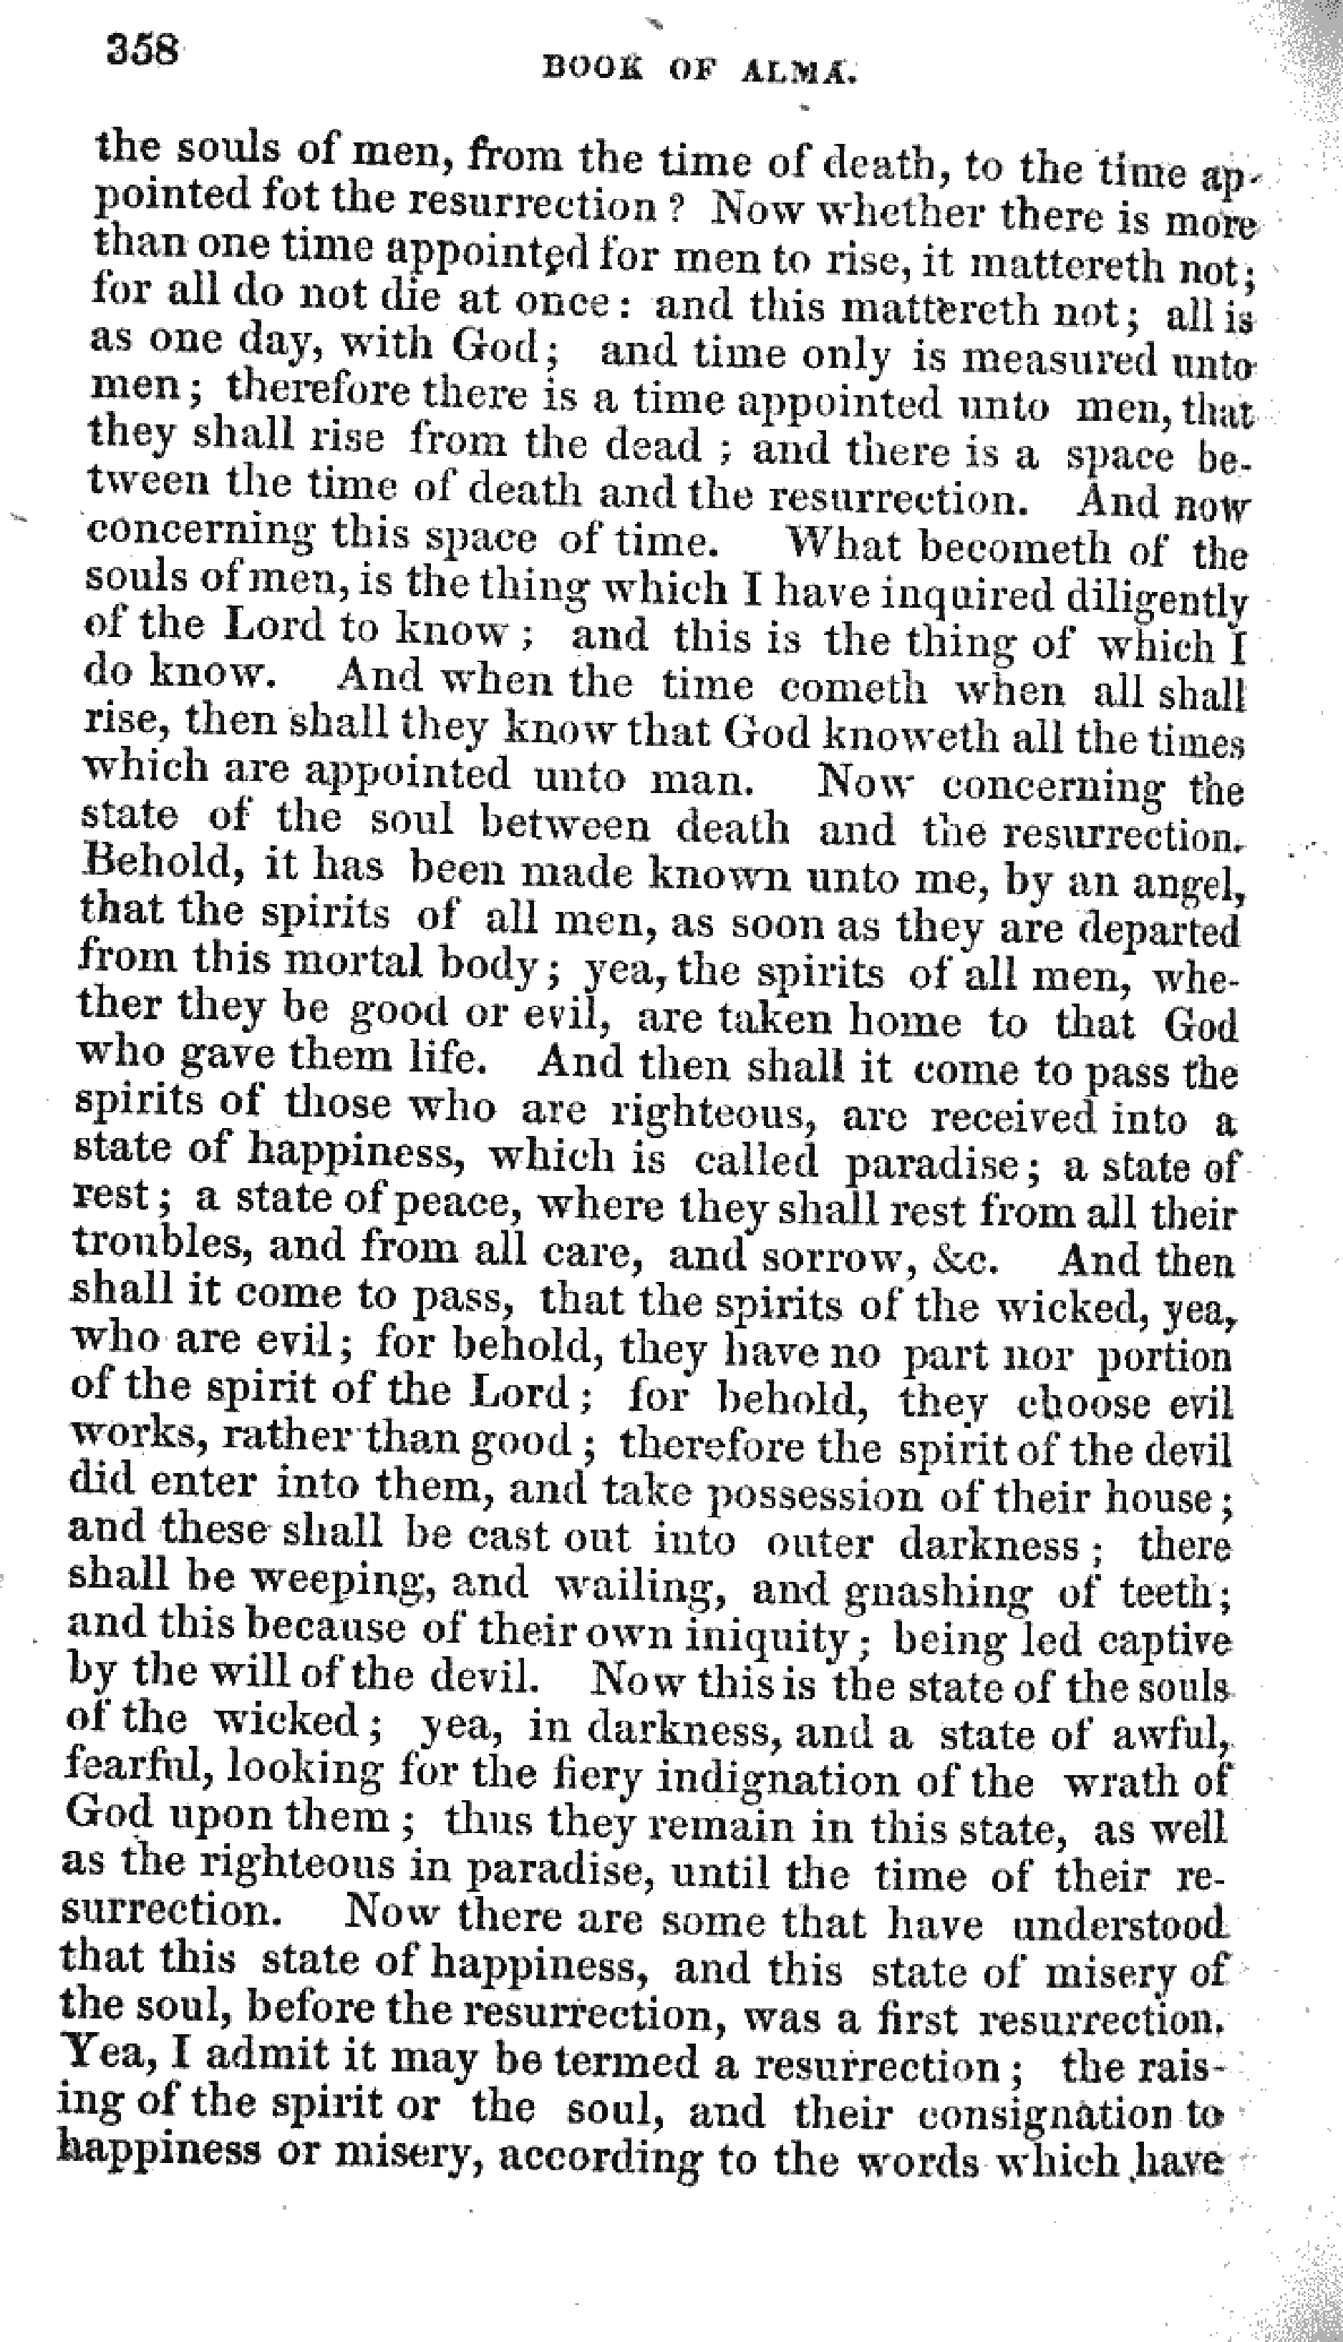 358
BOOK OF ALMA.
the souls of men, from the time of death, to the time ap-
pointed fot the resurrection? Now whether there is more
than one time appointed for men to rise, it mattereth not;
for all do not die at once: and this mattereth not; all is
as one day, with God; and time only is measured unto
men; therefore there is a time appointed unto men, that
they shall rise from the dead; and there is a space be-
tween the time of death and the resurrection. And now
concerning this space of time. What becometh of the
souls of men, is the thing which I have inquired diligently
of the Lord to know; and this is the thing of which I
do know. And when the time cometh when all shall
rise, then shall they know that God knoweth all the times
which are appointed unto man. Now concerning the
state of the soul between death and the resurrection.
Behold, it has been made known unto me, by an angel,
that the spirits of all men, as soon as they are departed
from this mortal body; yea, the spirits of all men, whe-
ther they be good or evil, are taken home to that God
who gave them life. And then shall it come to pass the
spirits of those who are righteous, are received into a
state of happiness, which is called paradise; a state of
rest; a state of peace, where they shall rest from all their
troubles, and from all care, and sorrow, &c. And then
shall it come to pass, that the spirits of the wicked, yea,
who are evil; for behold, they have no part nor portion
of the spirit of the Lord; for behold, they choose evil
works, rather than good; therefore the spirit of the devil
did enter into them, and take possession of their house;
and these shall be cast out into outer darkness; there
shall be weeping, and wailing, and gnashing of teeth;
and this because of their own iniquity; being led captive
by the will of the devil. Now this is the state of the souls
of the wicked; yea, in darkness, and a state of awful,
fearful, looking for the fiery indignation of the wrath of
God upon them; thus they remain in this state, as well
as the righteous in paradise, until the time of their re-
surrection. Now there are some that have understood
that this state of happiness, and this state of misery of
the soul, before the resurrection, was a first resurrection.
Yea, I admit it may be termed a resurrection; the rais-
ing of the spirit or the soul, and their consignation to
happiness or misery, according to the words which have